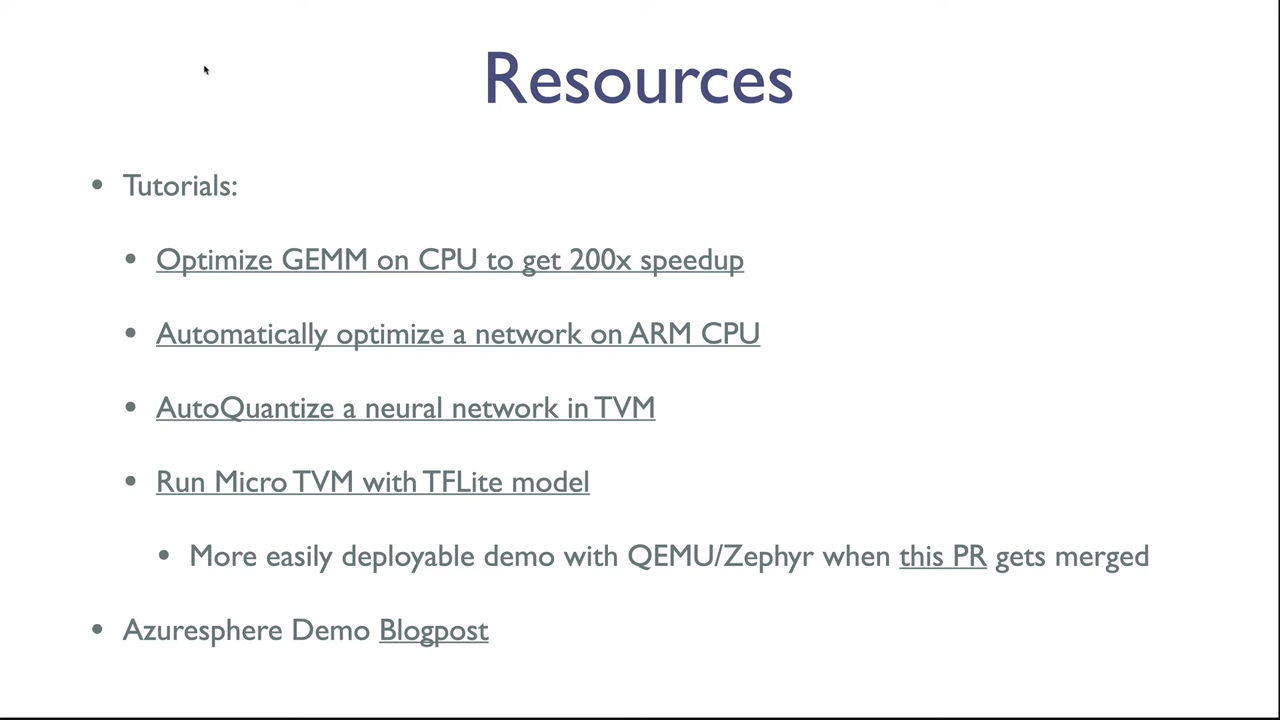 Resources
• Tutorials:
• Optimize GEMM on CPU to get 200x speedup
• Automatically optimize a network on ARM CPU
• AutoQuantize a neural network in TVM
• Run Micro TVM with TFLite model
• More easily deployable demo with QEMU/Zephyr when this PR gets merged
• Azuresphere Demo Blogpost